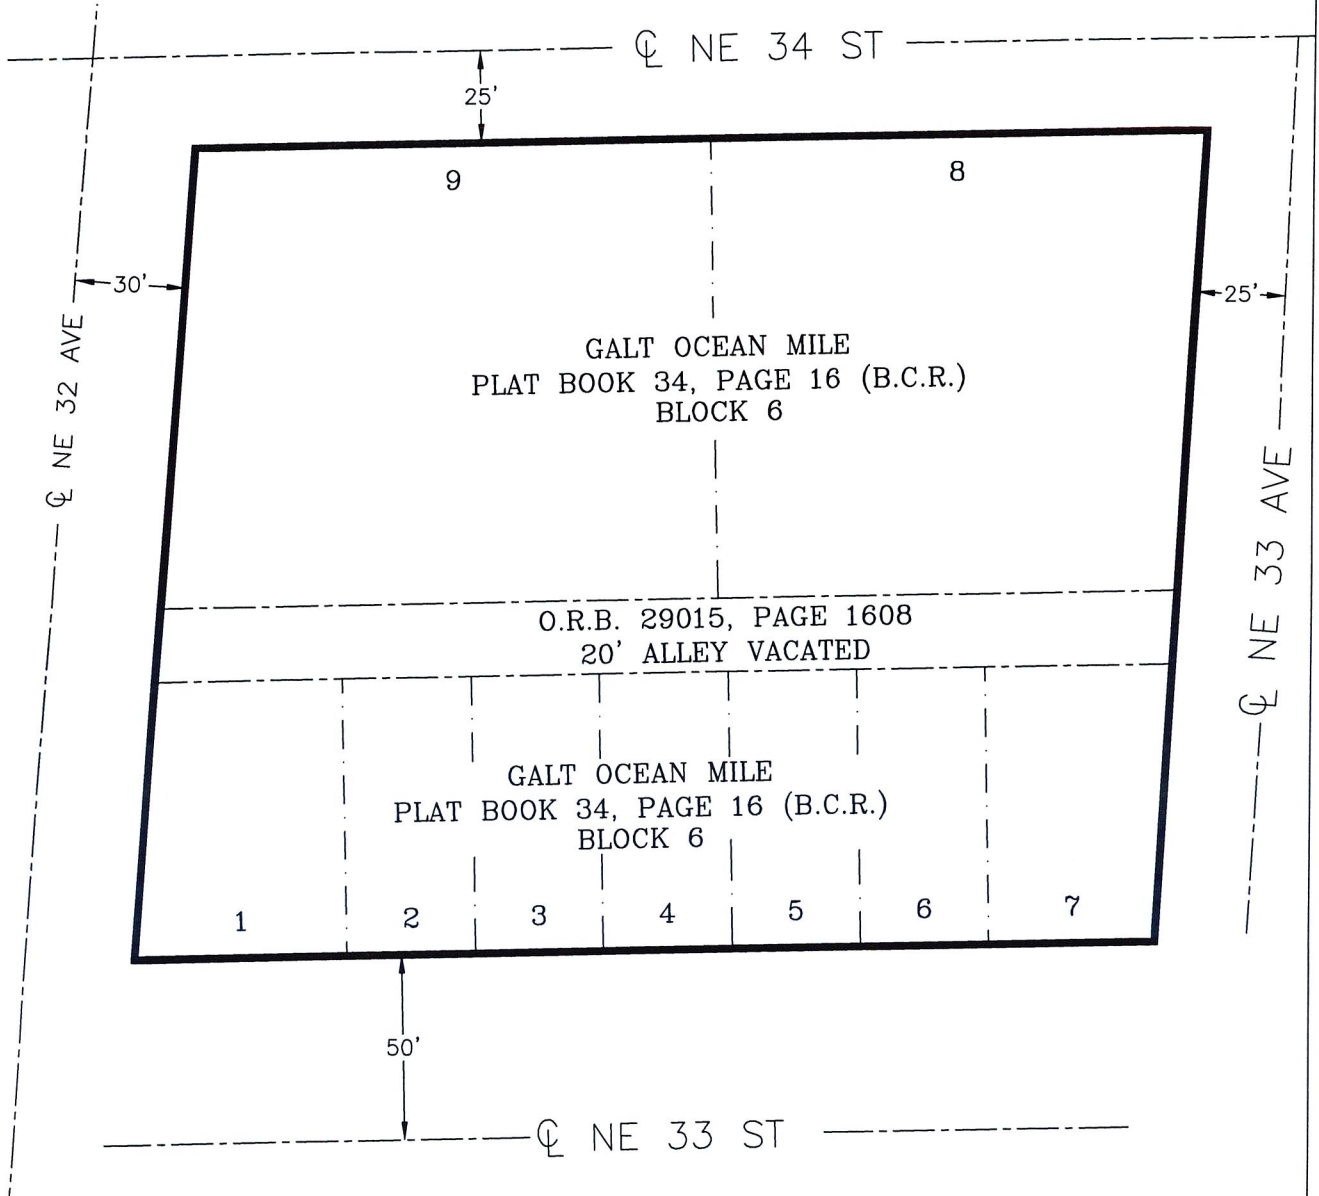 ℄ NE 34 ST
25'
9
8
30'
25'
℄ NE 32 AVE
GALT OCEAN MILE
PLAT BOOK 34, PAGE 16 (B.C.R.)
BLOCK 6
℄ NE 33 AVE
O.R.B. 29015, PAGE 1608
20' ALLEY VACATED
GALT OCEAN MILE
PLAT BOOK 34, PAGE 16 (B.C.R.)
BLOCK 6
1 2 3 4 5 6 7
50'
℄ NE 33 ST